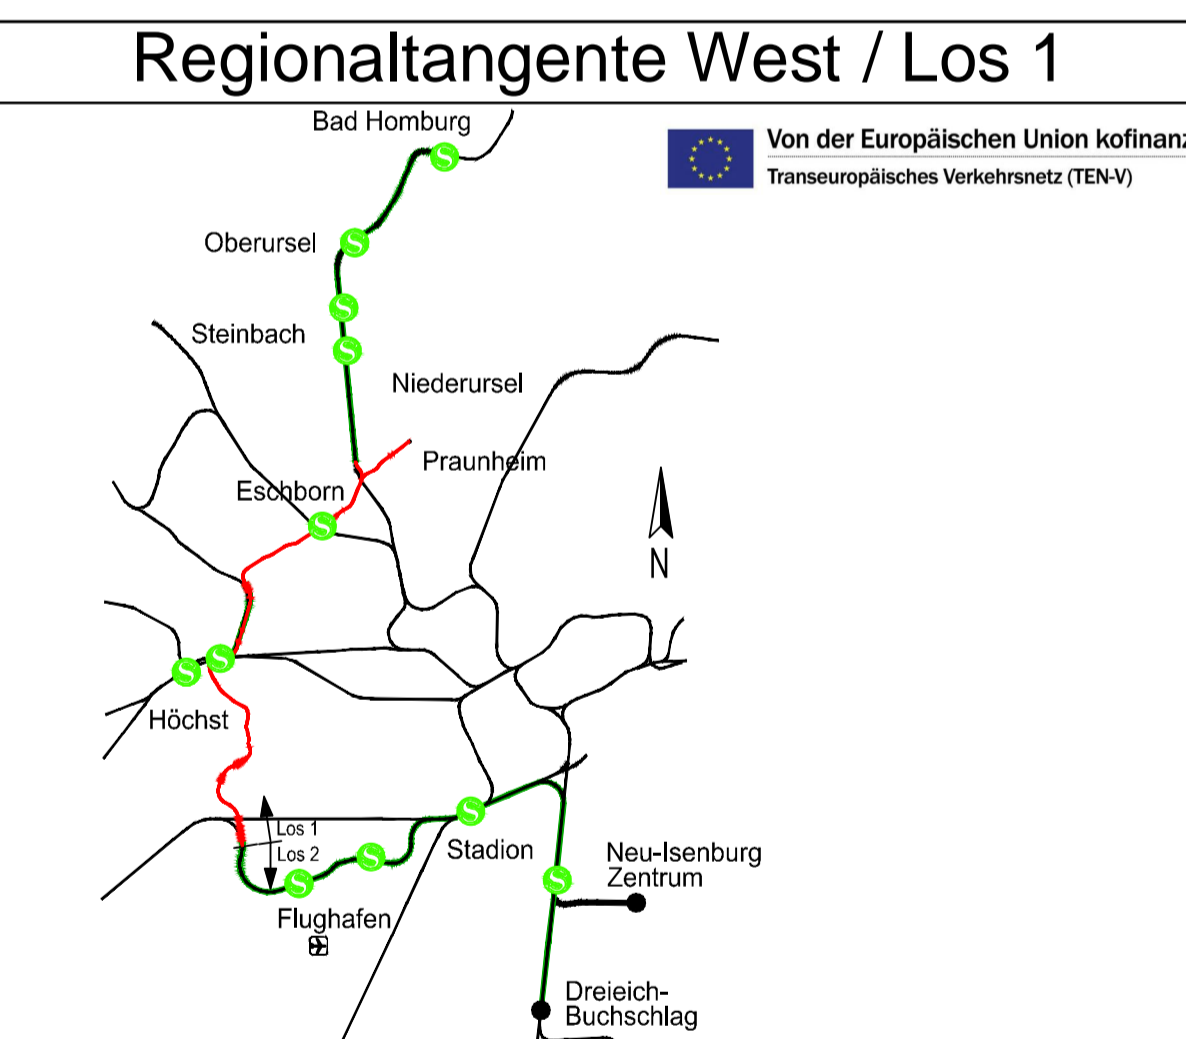 Regionaltangente West / Los 1
Bad Homburg
Von der Europäischen Union kofinanz
Transeuropäisches Verkehrsnetz (TEN-V)
S
Oberursel
S
S
Steinbach
S
Niederursel
Praunheim
Eschborn
S
N
S
S
Höchst
S
Los 1
Los 2
Stadion
S
Neu-Isenburg
Zentrum
S
S
Flughafen
Dreieich-
Buchschlag